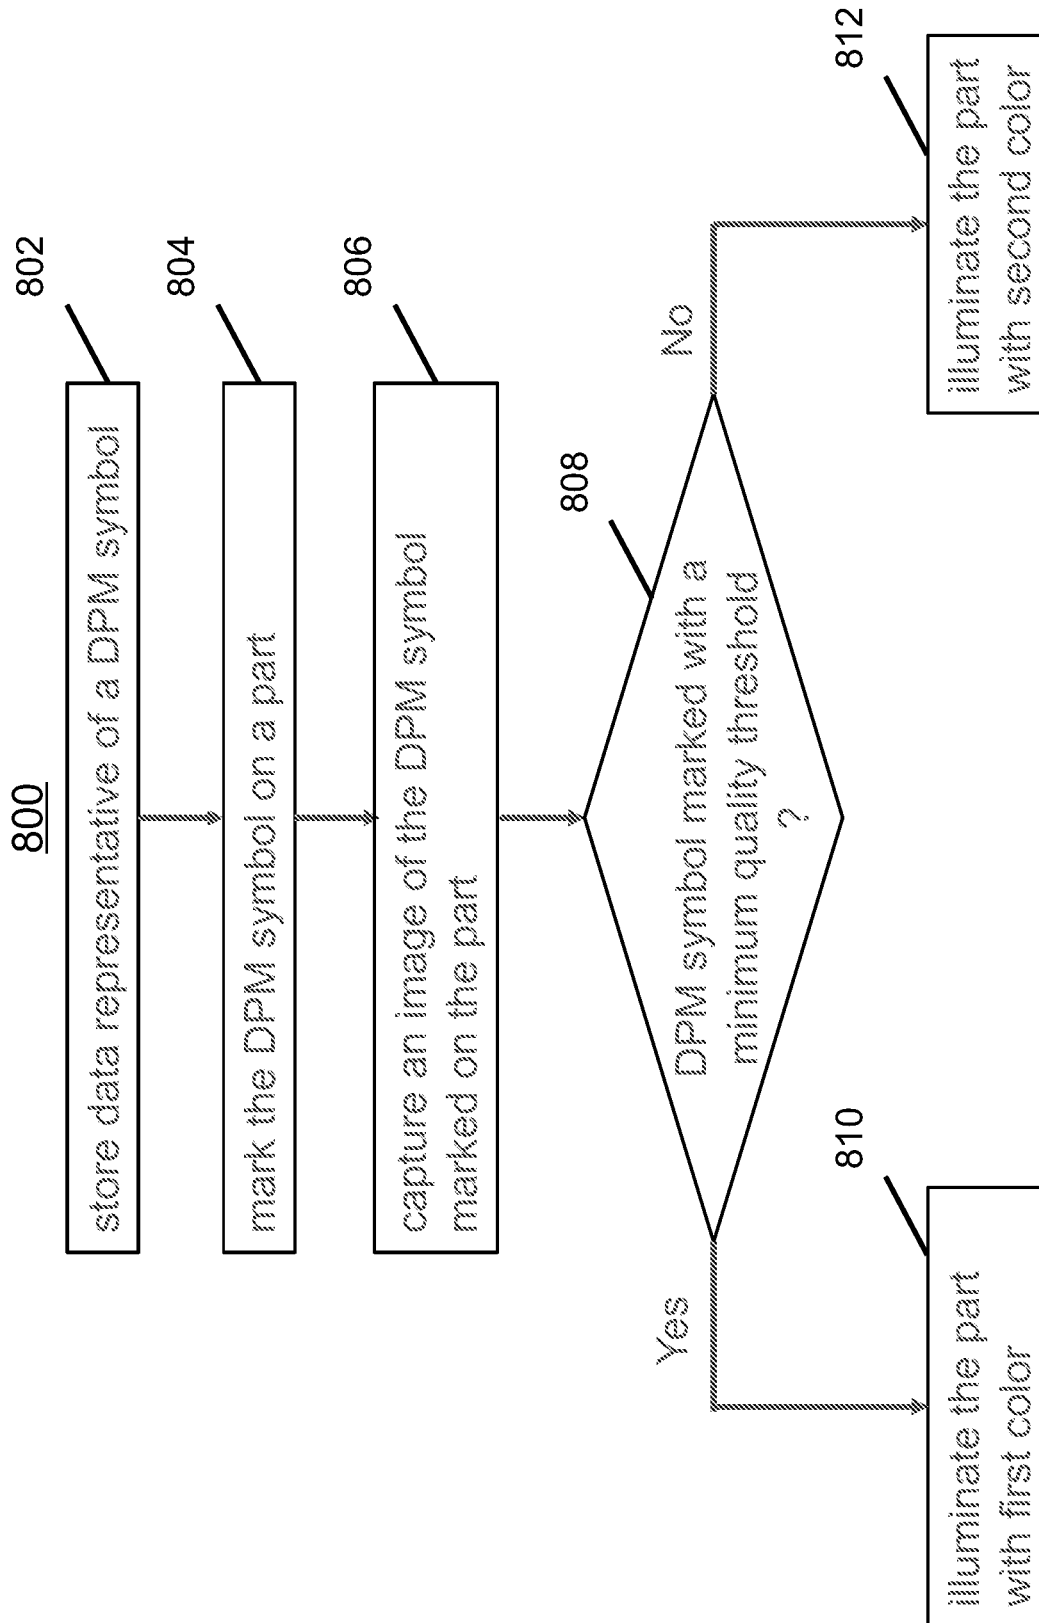 800
802
store data representative of a DPM symbol
804
mark the DPM symbol on a part
806
capture an image of the DPM symbol
marked on the part
808
DPM symbol marked with a
minimum quality threshold
?
Yes
No
810
illuminate the part
with first color
812
illuminate the part
with second color